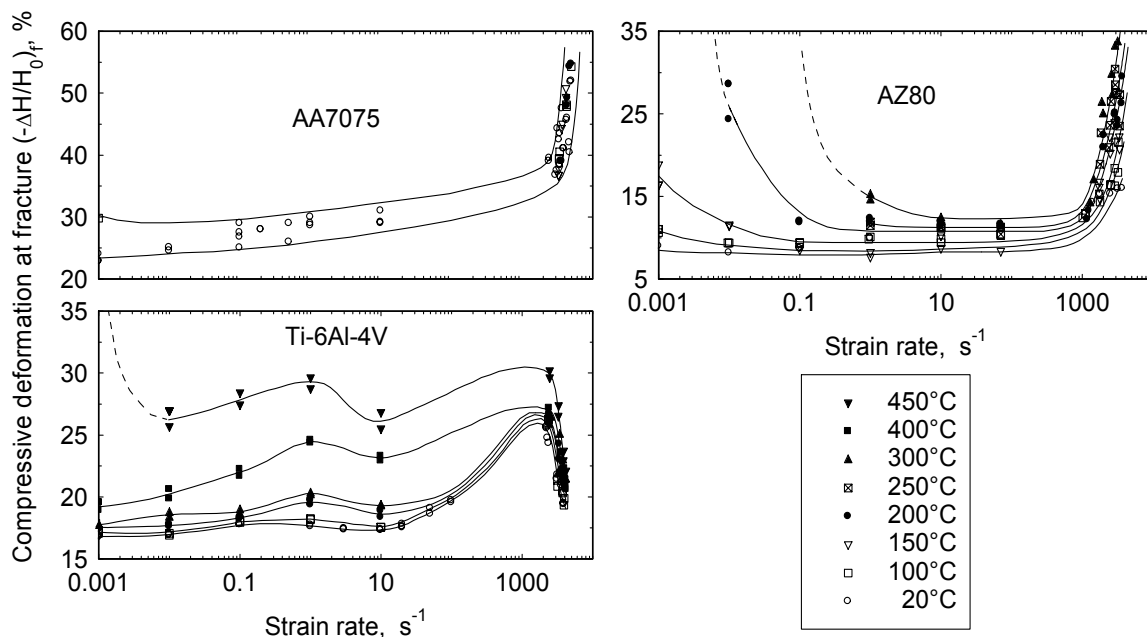 Compressive deformation at fracture (-ΔH/H0)f, %
60
50
40
30
20
AA7075
35
25
15
5
AZ80
0.001 0.1 10 1000
Strain rate, s-1
35
30
25
20
15
Ti-6Al-4V
0.001 0.1 10 1000
Strain rate, s-1
450°C
400°C
300°C
250°C
200°C
150°C
100°C
20°C